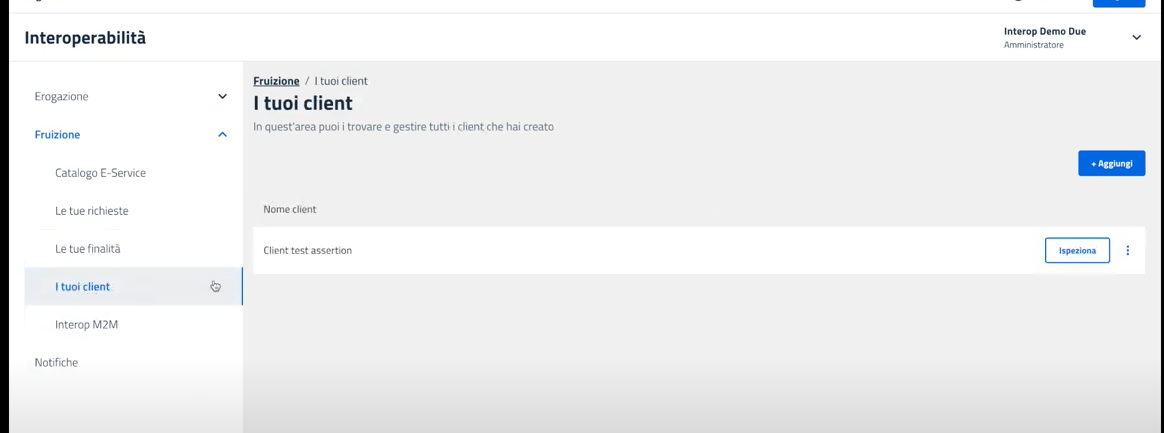 Interoperabilità
Interop Demo Due
Amministratore
Erogazione
Fruizione
Catalogo E-Service
Le tue richieste
Le tue finalità
I tuoi client
Interop M2M
Notifiche
Fruizione / I tuoi client
I tuoi client
In quest'area puoi i trovare e gestire tutti i client che hai creato
+ Aggiungi
Nome client
Client test assertion
Ispeziona